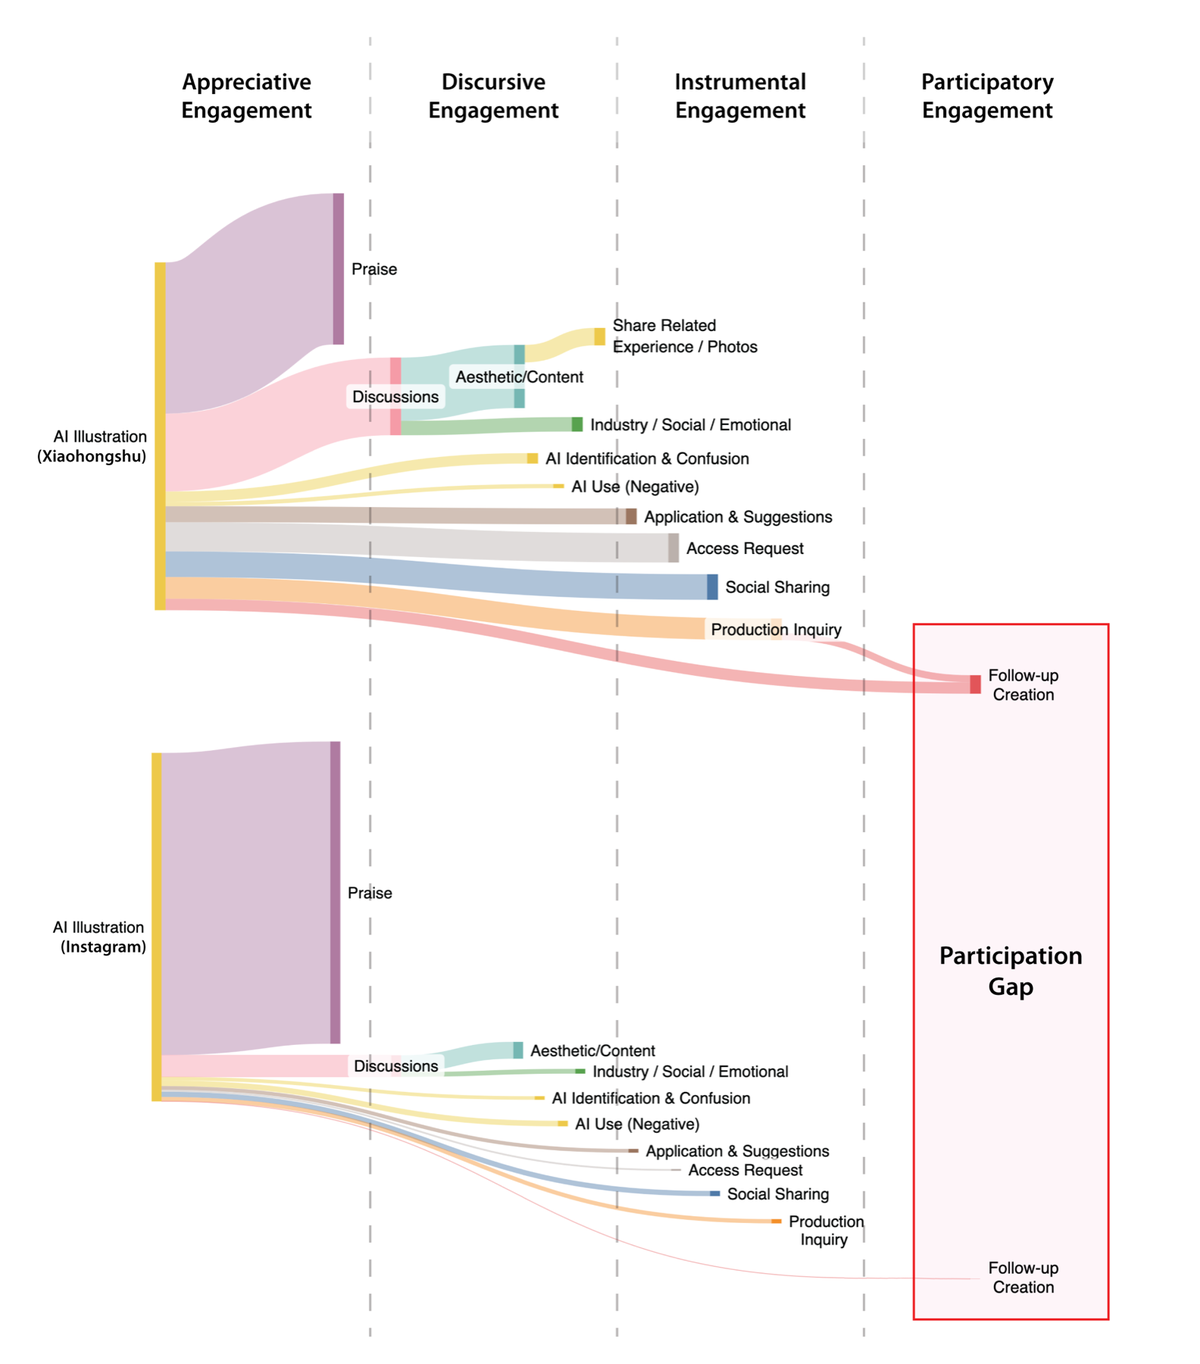 Appreciative
Engagement
Discursive
Engagement
Instrumental
Engagement
Participatory
Engagement
Praise
Share Related
Experience / Photos
Aesthetic/Content
Discussions
Industry / Social / Emotional
AI Illustration
(Xiaohongshu)
AI Identification & Confusion
AI Use (Negative)
Application & Suggestions
Access Request
Social Sharing
Production Inquiry
Follow-up
Creation
Praise
AI Illustration
(Instagram)
Participation
Gap
Aesthetic/Content
Discussions
Industry / Social / Emotional
AI Identification & Confusion
AI Use (Negative)
Application & Suggestions
Access Request
Social Sharing
Production
Inquiry
Follow-up
Creation